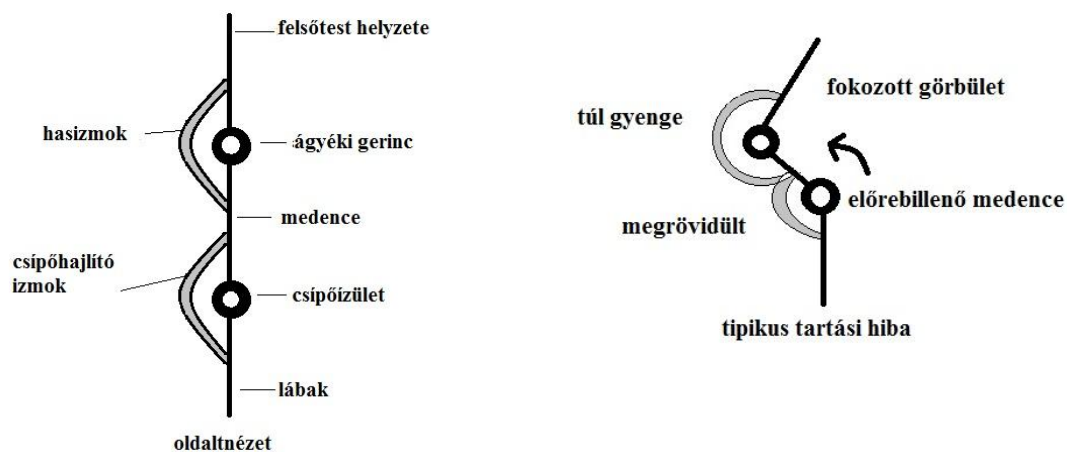 felsőtest helyzete
hasizmok
ágyéki gerinc
medence
csípőhajlító
izmok
csípőízület
lábak
oldaltnézet
fokozott görbület
túl gyenge
előrebillenő medence
megrövidült
tipikus tartási hiba